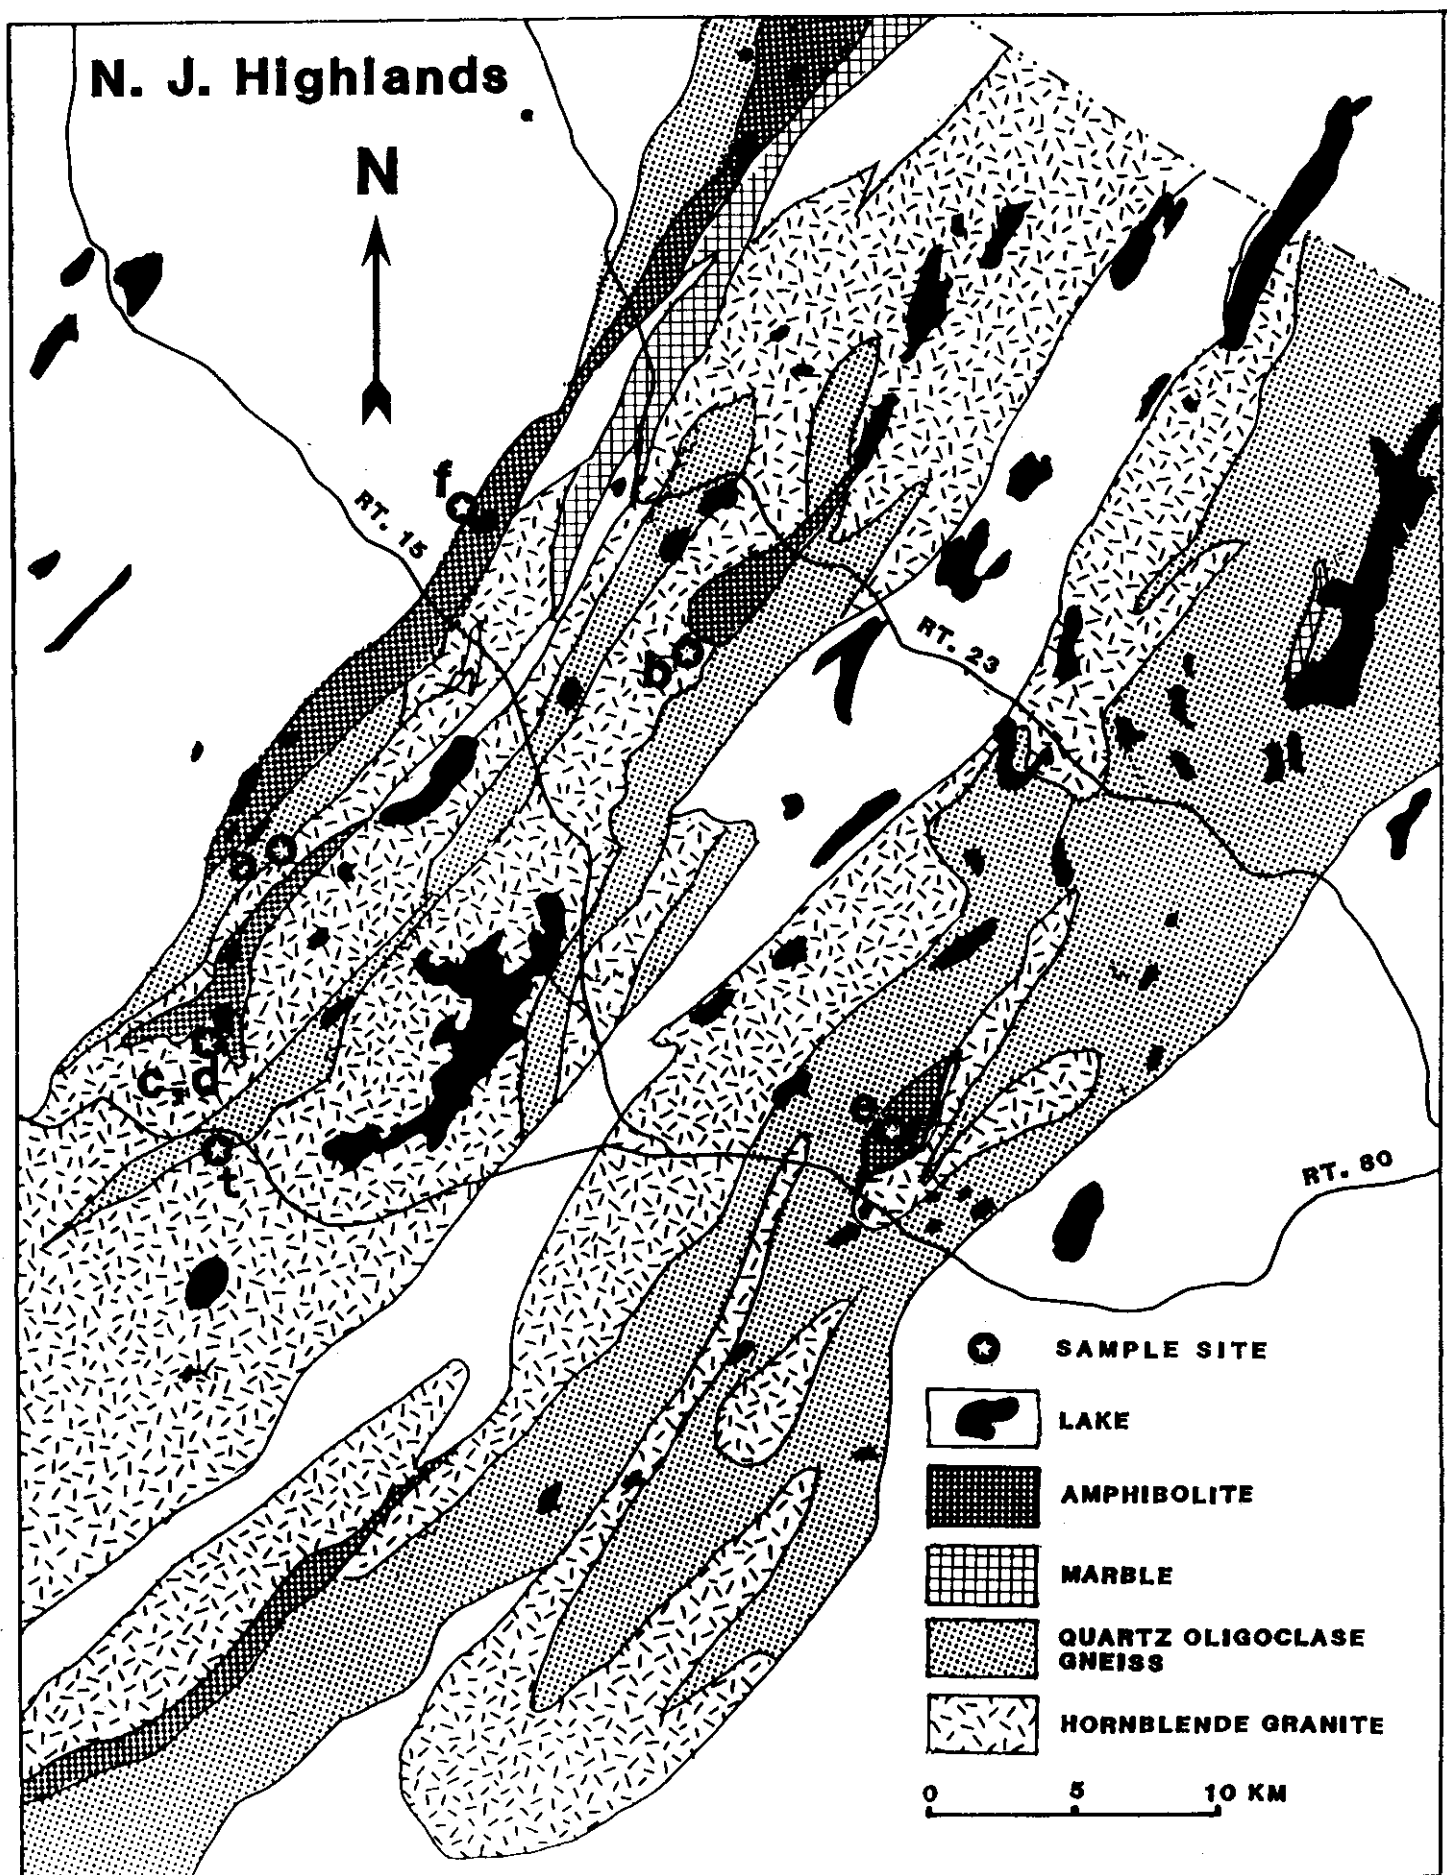 N. J. Highlands
N
f
RT. 15
b
RT. 23
c-d
e
t
RT. 80
SAMPLE SITE
LAKE
AMPHIBOLITE
MARBLE
QUARTZ OLIGOCLASE
GNEISS
HORNBLENDE GRANITE
0 5 10 KM